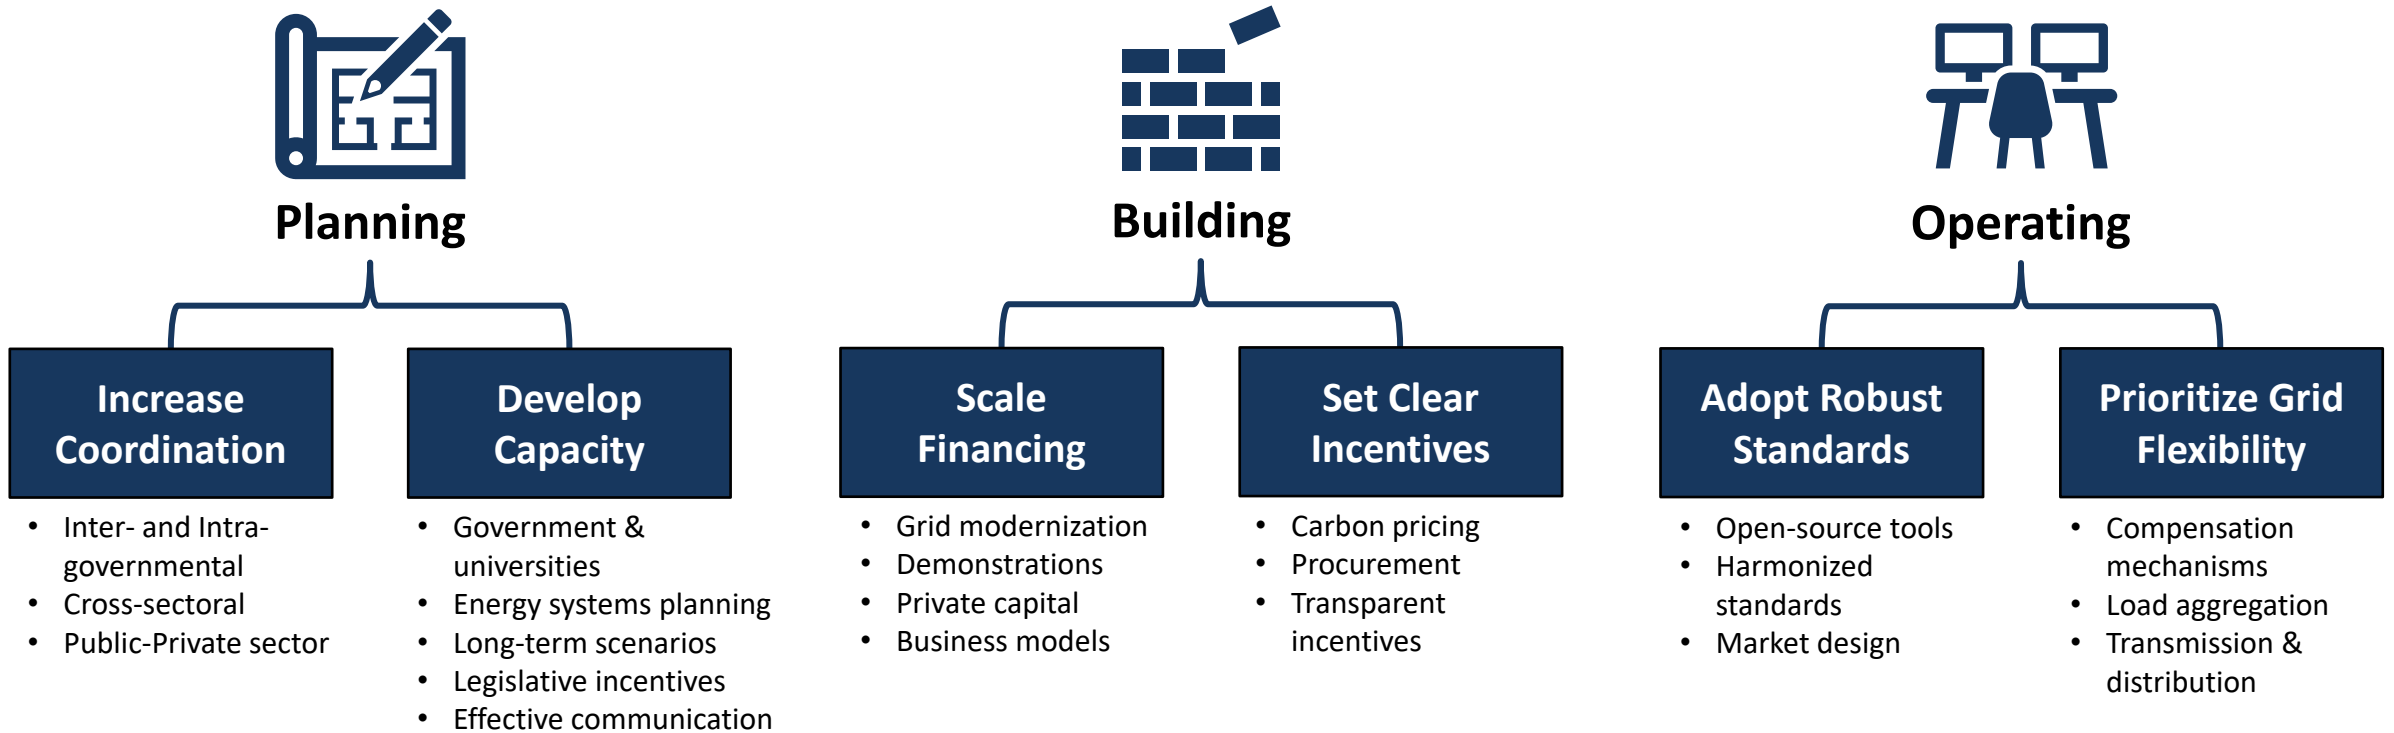 Planning
Increase
Coordination
• Inter- and Intra-
governmental
• Cross-sectoral
• Public-Private sector
Develop
Capacity
• Government &
universities
• Energy systems planning
• Long-term scenarios
• Legislative incentives
• Effective communication
Building
Scale
Financing
• Grid modernization
• Demonstrations
• Private capital
• Business models
Set Clear
Incentives
• Carbon pricing
• Procurement
• Transparent
incentives
Operating
Adopt Robust
Standards
• Open-source tools
• Harmonized
standards
• Market design
Prioritize Grid
Flexibility
• Compensation
mechanisms
• Load aggregation
• Transmission &
distribution